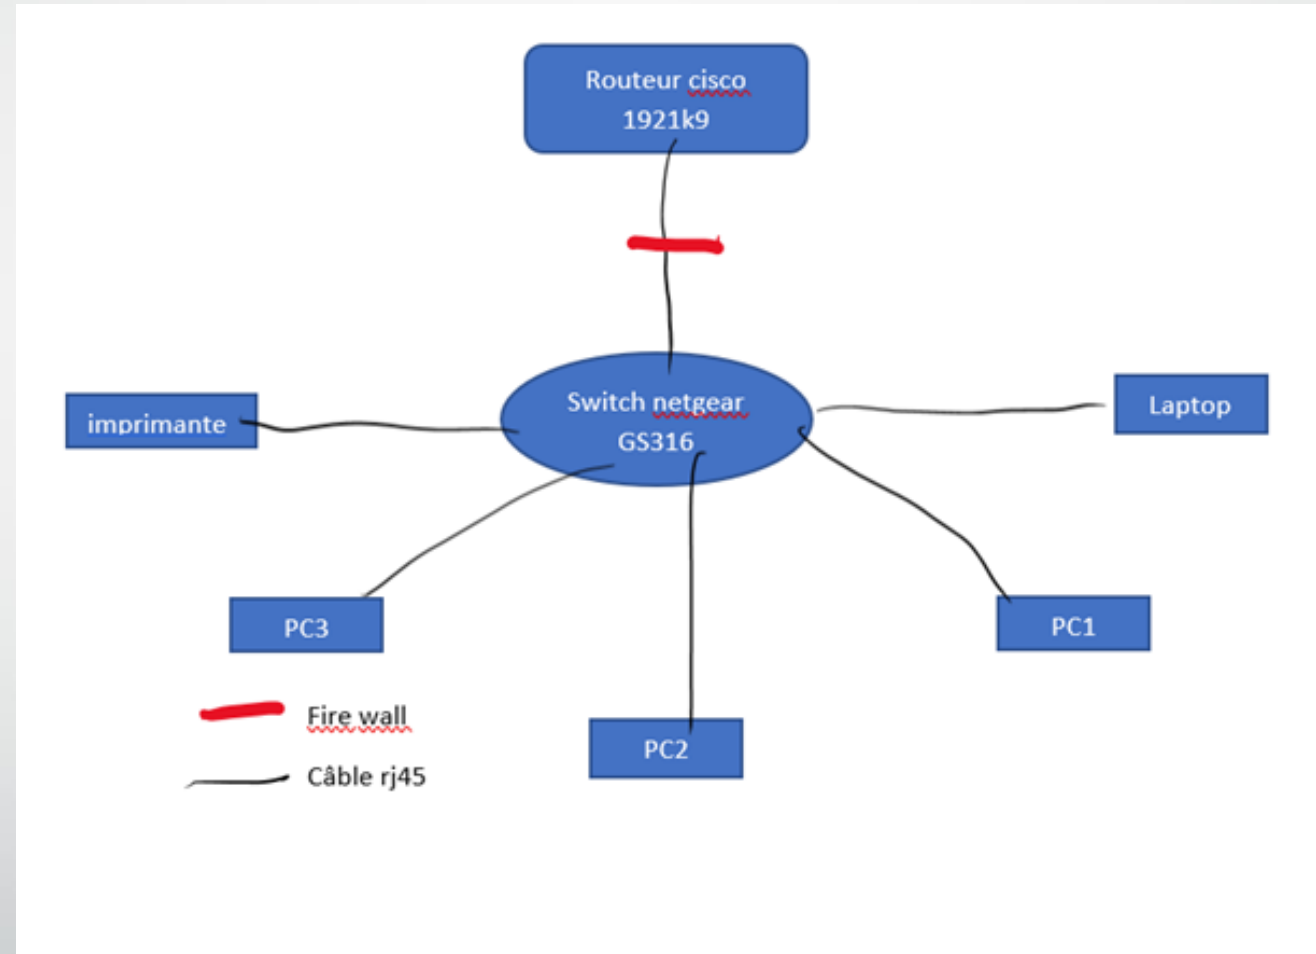 Routeur cisco
1921k9
Switch netgear
GS316
imprimante
Laptop
PC3
PC1
PC2
Fire wall
Câble rj45